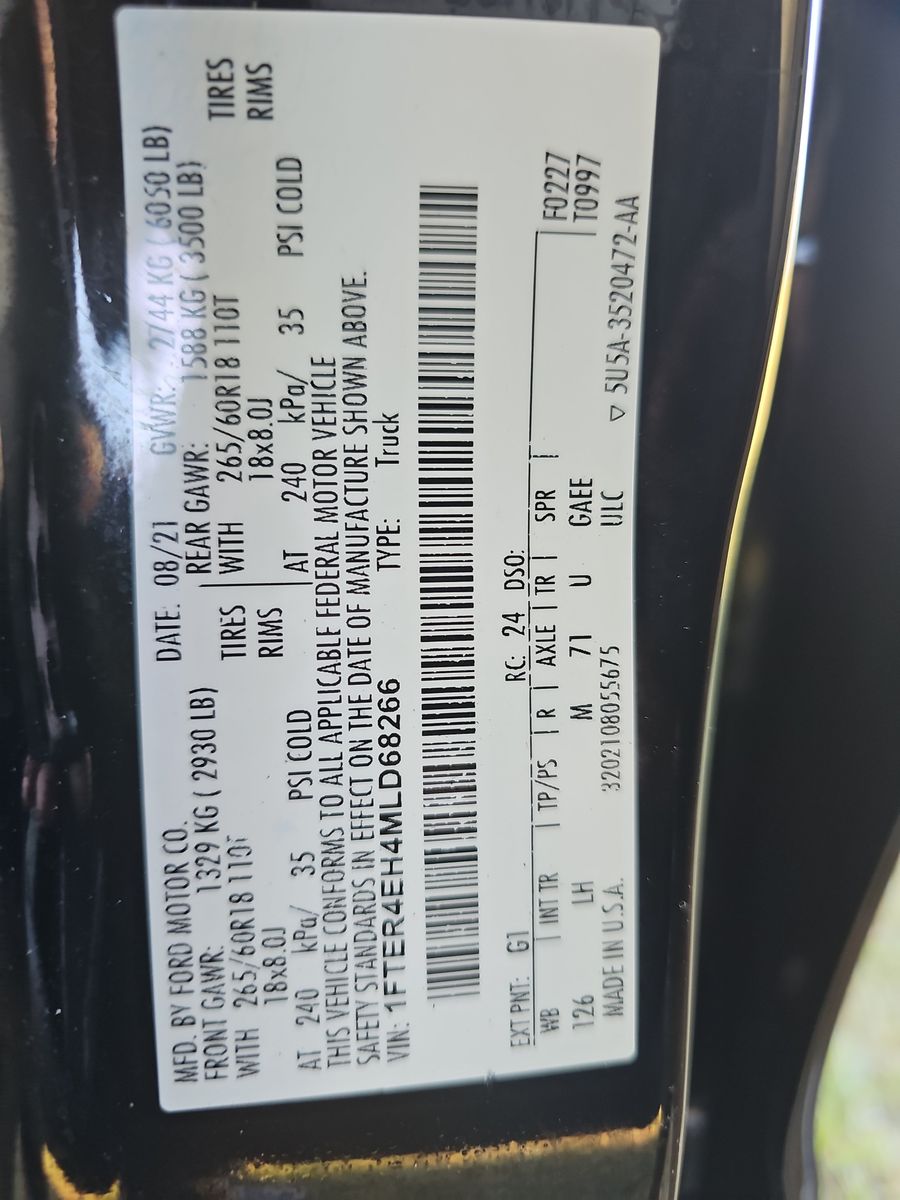 MFD. BY FORD MOTOR CO. DATE: 08/21 GVWR: 2744 KG ( 6050 LB)
FRONT GAWR: 1329 KG ( 2930 LB) REAR GAWR: 1588 KG ( 3500 LB)
WITH 265/60R18 110T TIRES WITH 265/60R18 110T TIRES
18x8.0J RIMS 18x8.0J RIMS
AT 240 kPa/ 35 PSI COLD AT 240 kPa/ 35 PSI COLD
THIS VEHICLE CONFORMS TO ALL APPLICABLE FEDERAL MOTOR VEHICLE
SAFETY STANDARDS IN EFFECT ON THE DATE OF MANUFACTURE SHOWN ABOVE.
VIN: 1FTER4EH4MLD68266 TYPE: Truck
EXT PNT: G1 RC: 24 DSO:
WB INT TR TP/PS R AXLE TR SPR F0227
126 LH M 71 U GAEE T0997
MADE IN U.S.A. 3202108055675 ULC ▽ 5U5A-3520472-AA